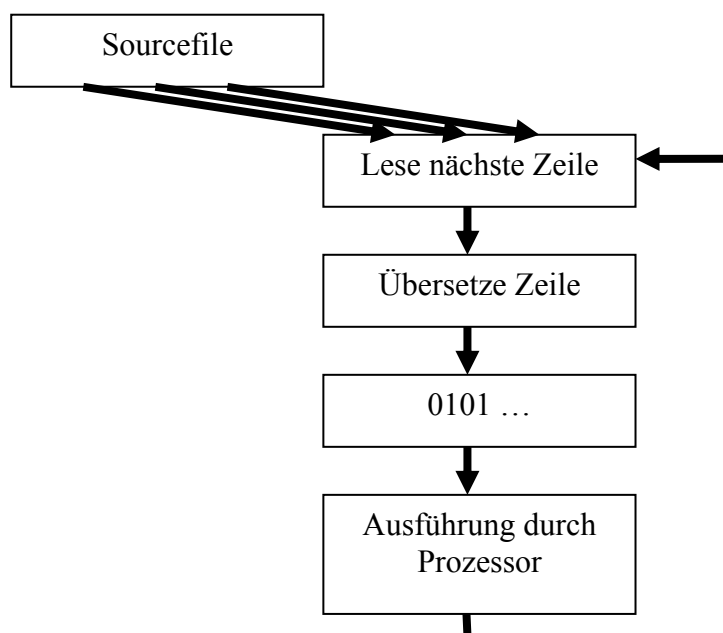 Sourcefile
Lese nächste Zeile
Übersetze Zeile
0101 …
Ausführung durch
Prozessor